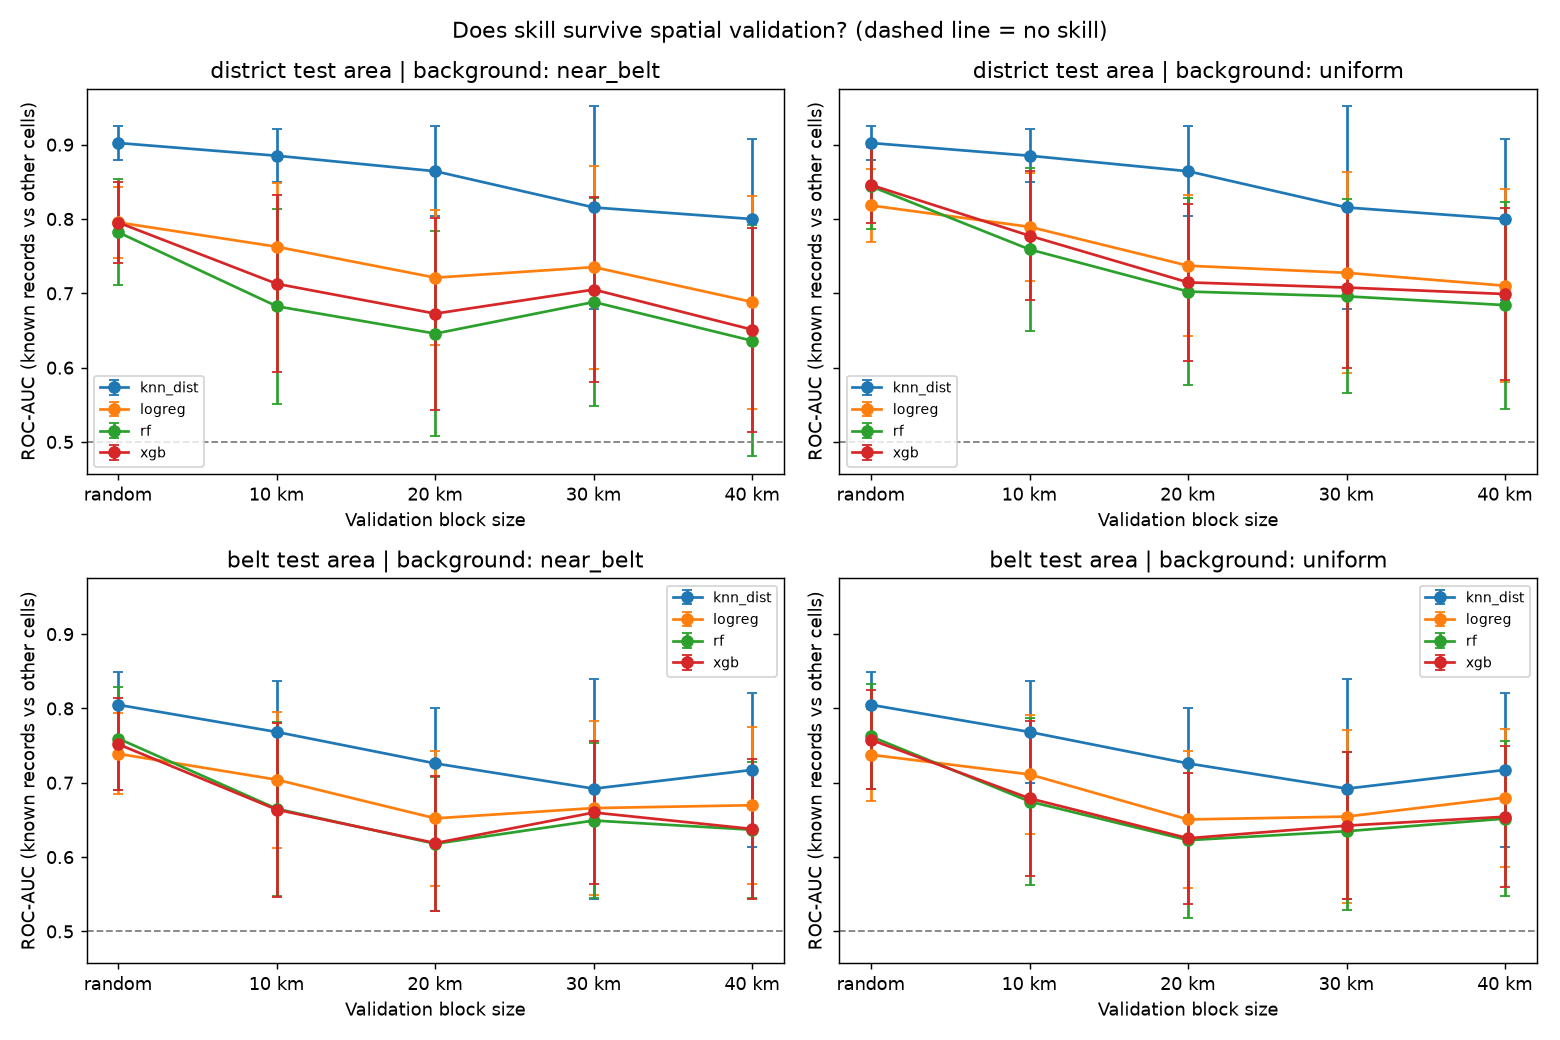 Does skill survive spatial validation? (dashed line = no skill)
district test area | background: near_belt
ROC-AUC (known records vs other cells)
0.9
0.8
0.7
0.6
0.5
knn_dist
logreg
rf
xgb
random
10 km
20 km
30 km
40 km
Validation block size
district test area | background: uniform
ROC-AUC (known records vs other cells)
knn_dist
logreg
rf
xgb
random
10 km
20 km
30 km
40 km
Validation block size
belt test area | background: near_belt
ROC-AUC (known records vs other cells)
0.9
0.8
0.7
0.6
0.5
knn_dist
logreg
rf
xgb
random
10 km
20 km
30 km
40 km
Validation block size
belt test area | background: uniform
ROC-AUC (known records vs other cells)
knn_dist
logreg
rf
xgb
random
10 km
20 km
30 km
40 km
Validation block size